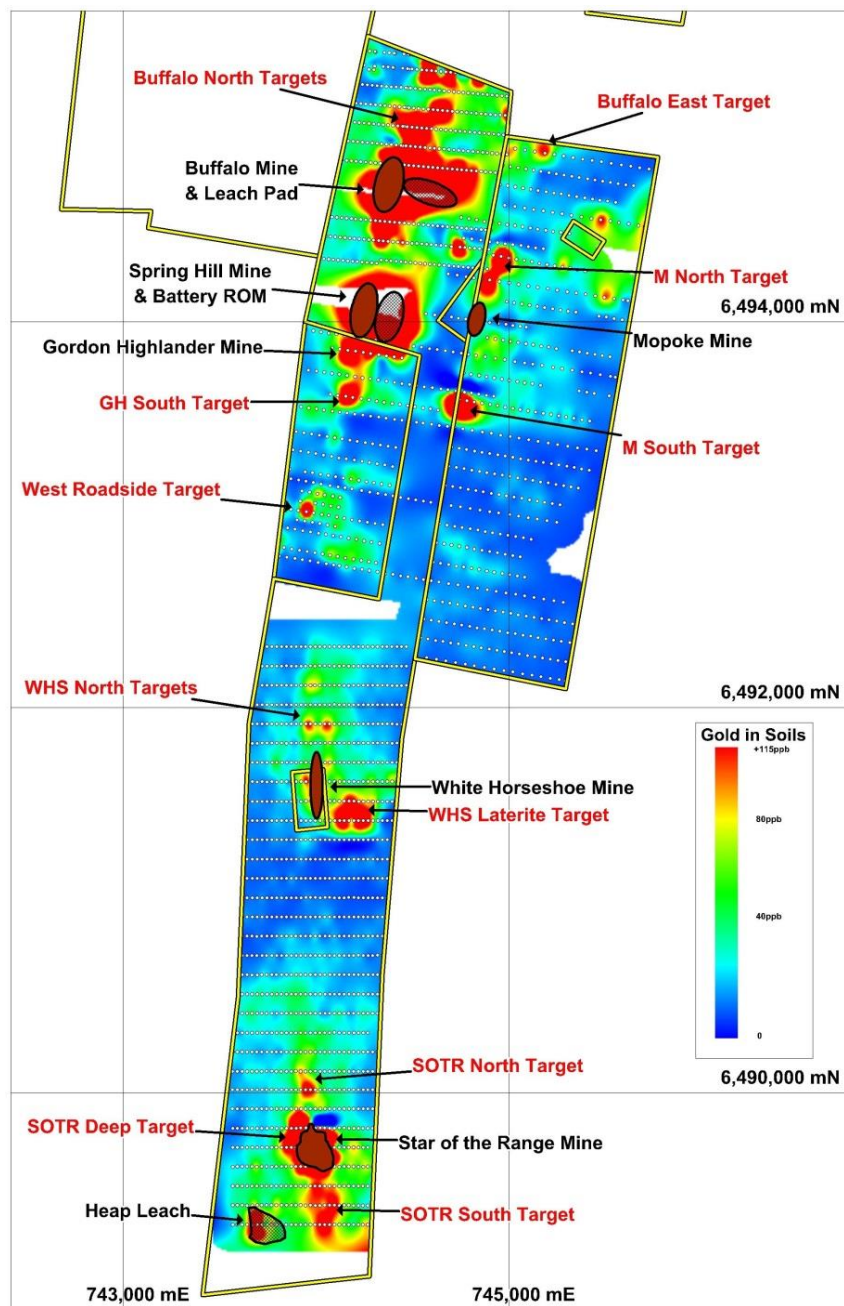 Buffalo North Targets
Buffalo East Target
Buffalo Mine
& Leach Pad
Spring Hill Mine
& Battery ROM
M North Target
6,494,000 mN
Gordon Highlander Mine
Mopoke Mine
GH South Target
M South Target
West Roadside Target
WHS North Targets
6,492,000 mN
Gold in Soils
+115ppb
80ppb
40ppb
0
White Horseshoe Mine
WHS Laterite Target
SOTR North Target
6,490,000 mN
SOTR Deep Target
Star of the Range Mine
Heap Leach
SOTR South Target
743,000 mE
745,000 mE